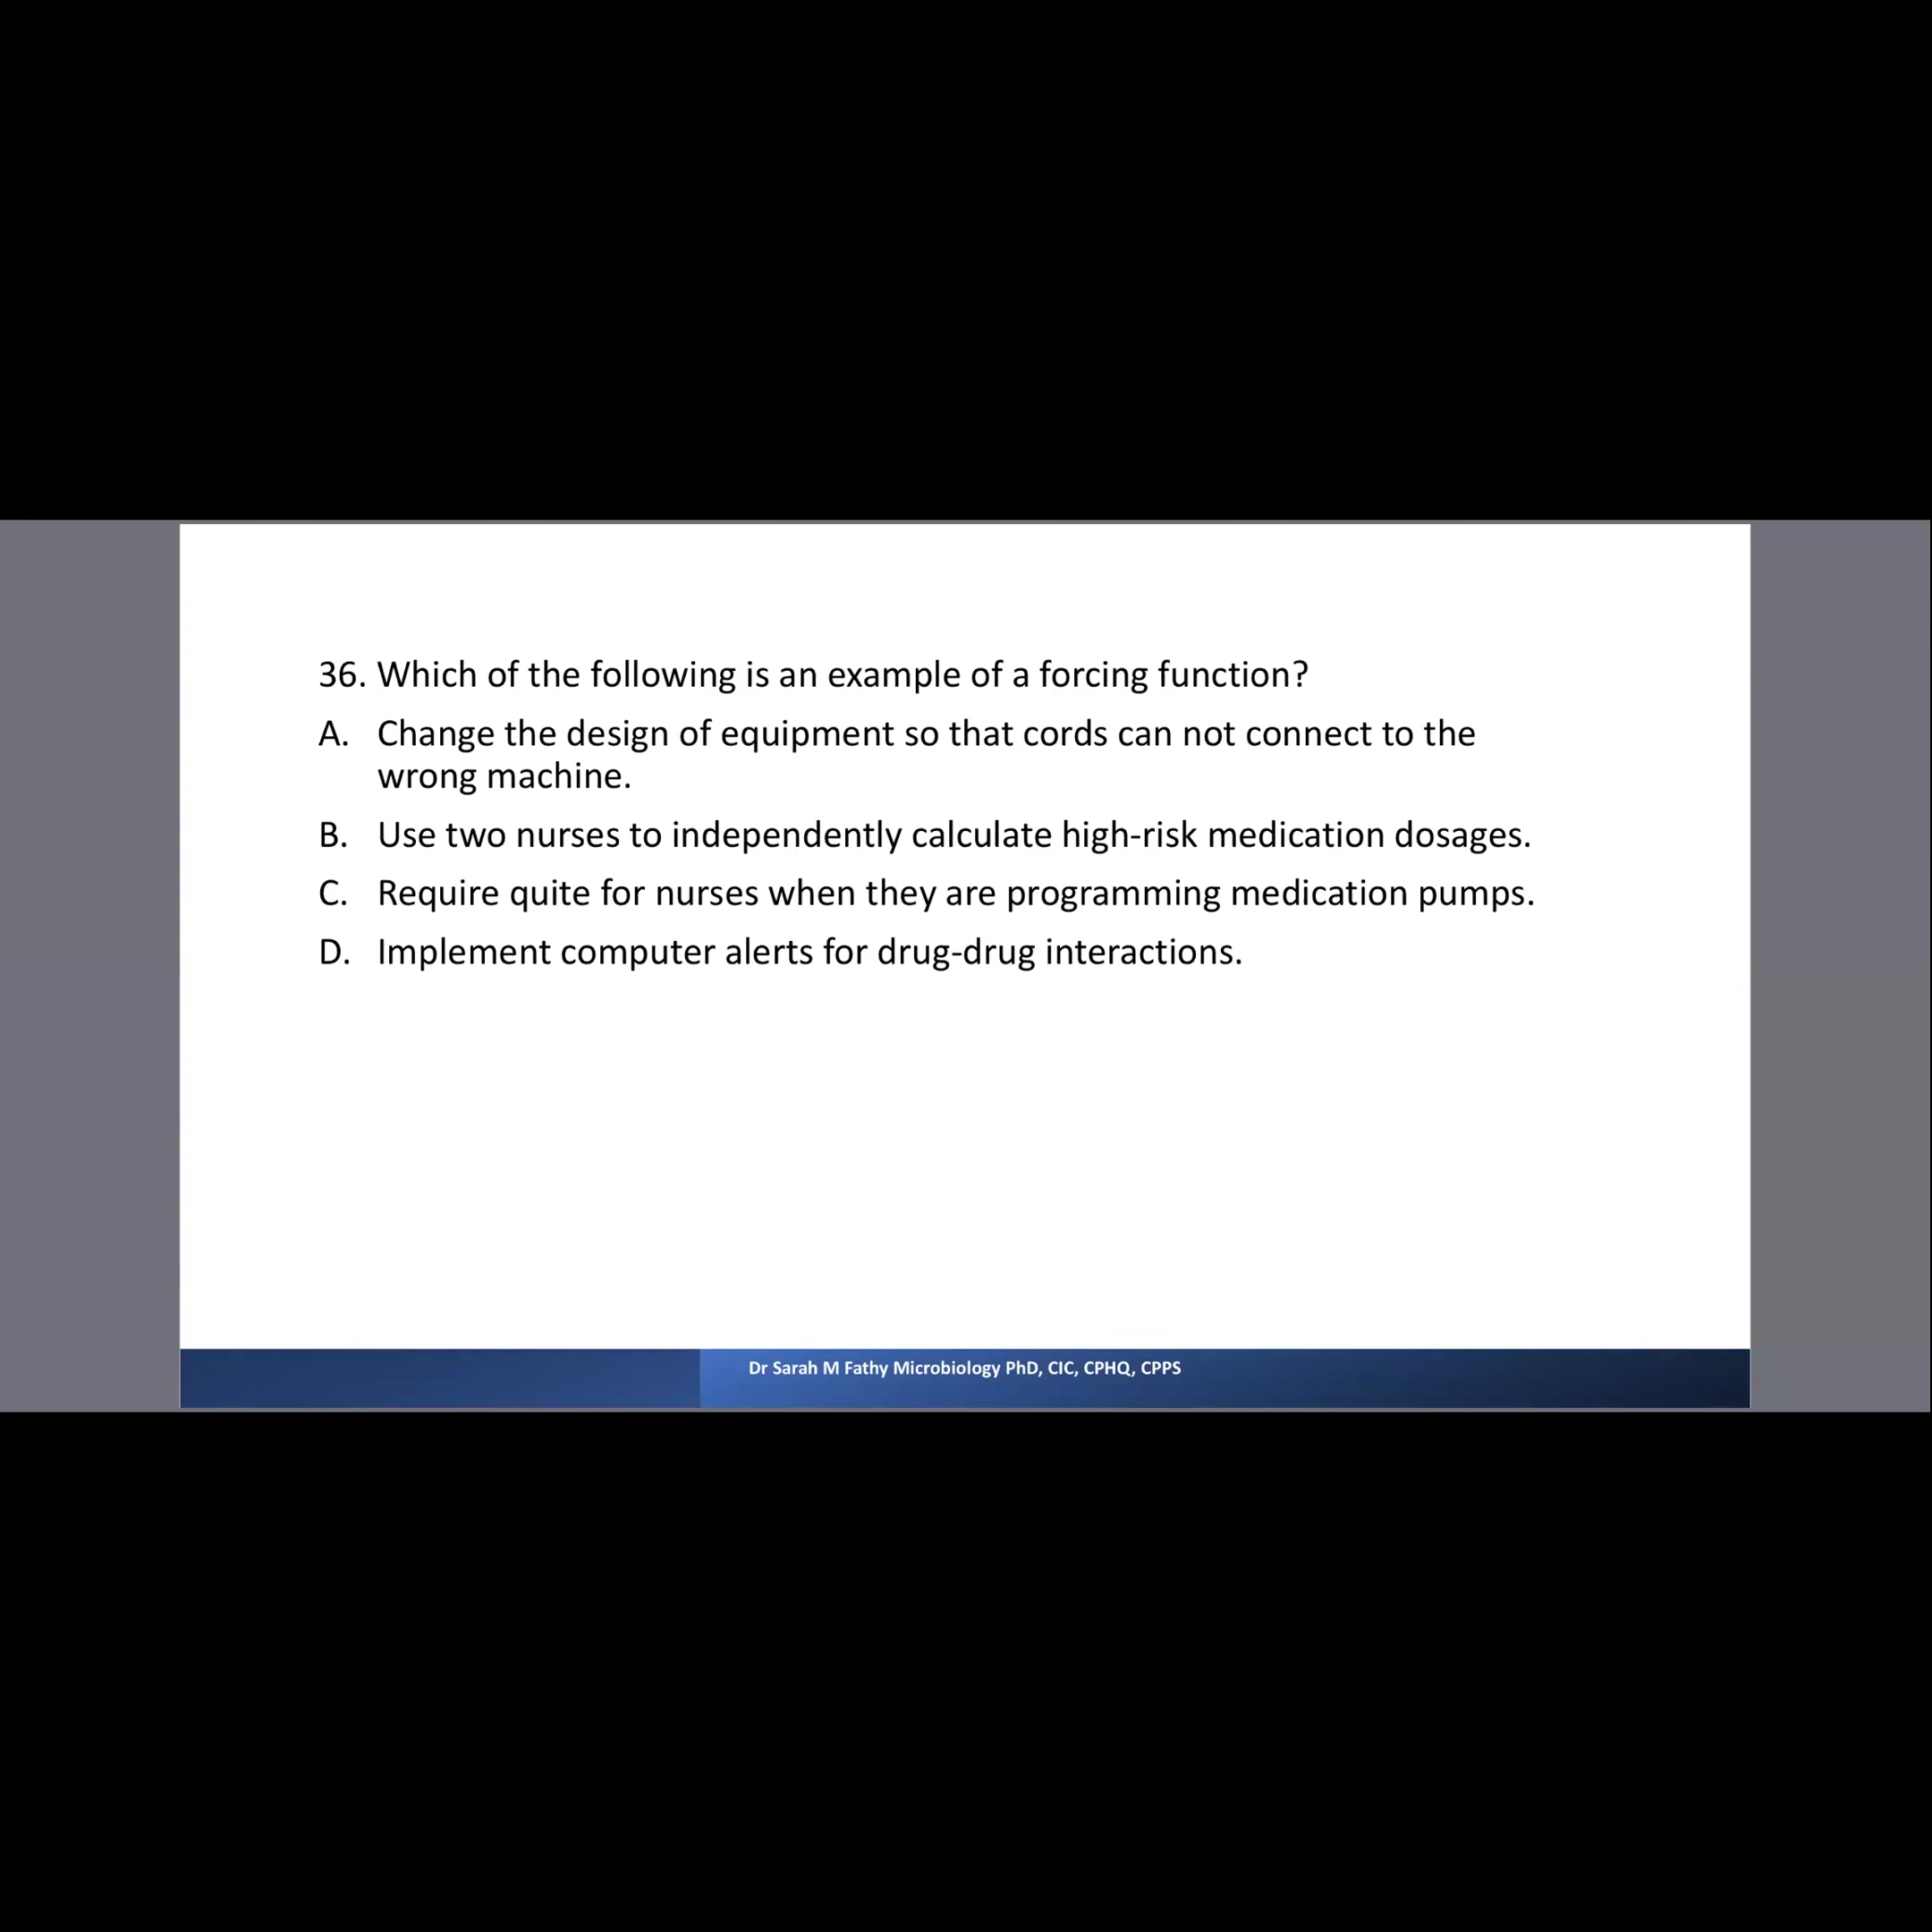 36. Which of the following is an example of a forcing function?
A. Change the design of equipment so that cords can not connect to the
wrong machine.
B. Use two nurses to independently calculate high-risk medication dosages.
C. Require quite for nurses when they are programming medication pumps.
D. Implement computer alerts for drug-drug interactions.
Dr Sarah M Fathy Microbiology PhD, CIC, CPHQ, CPPS